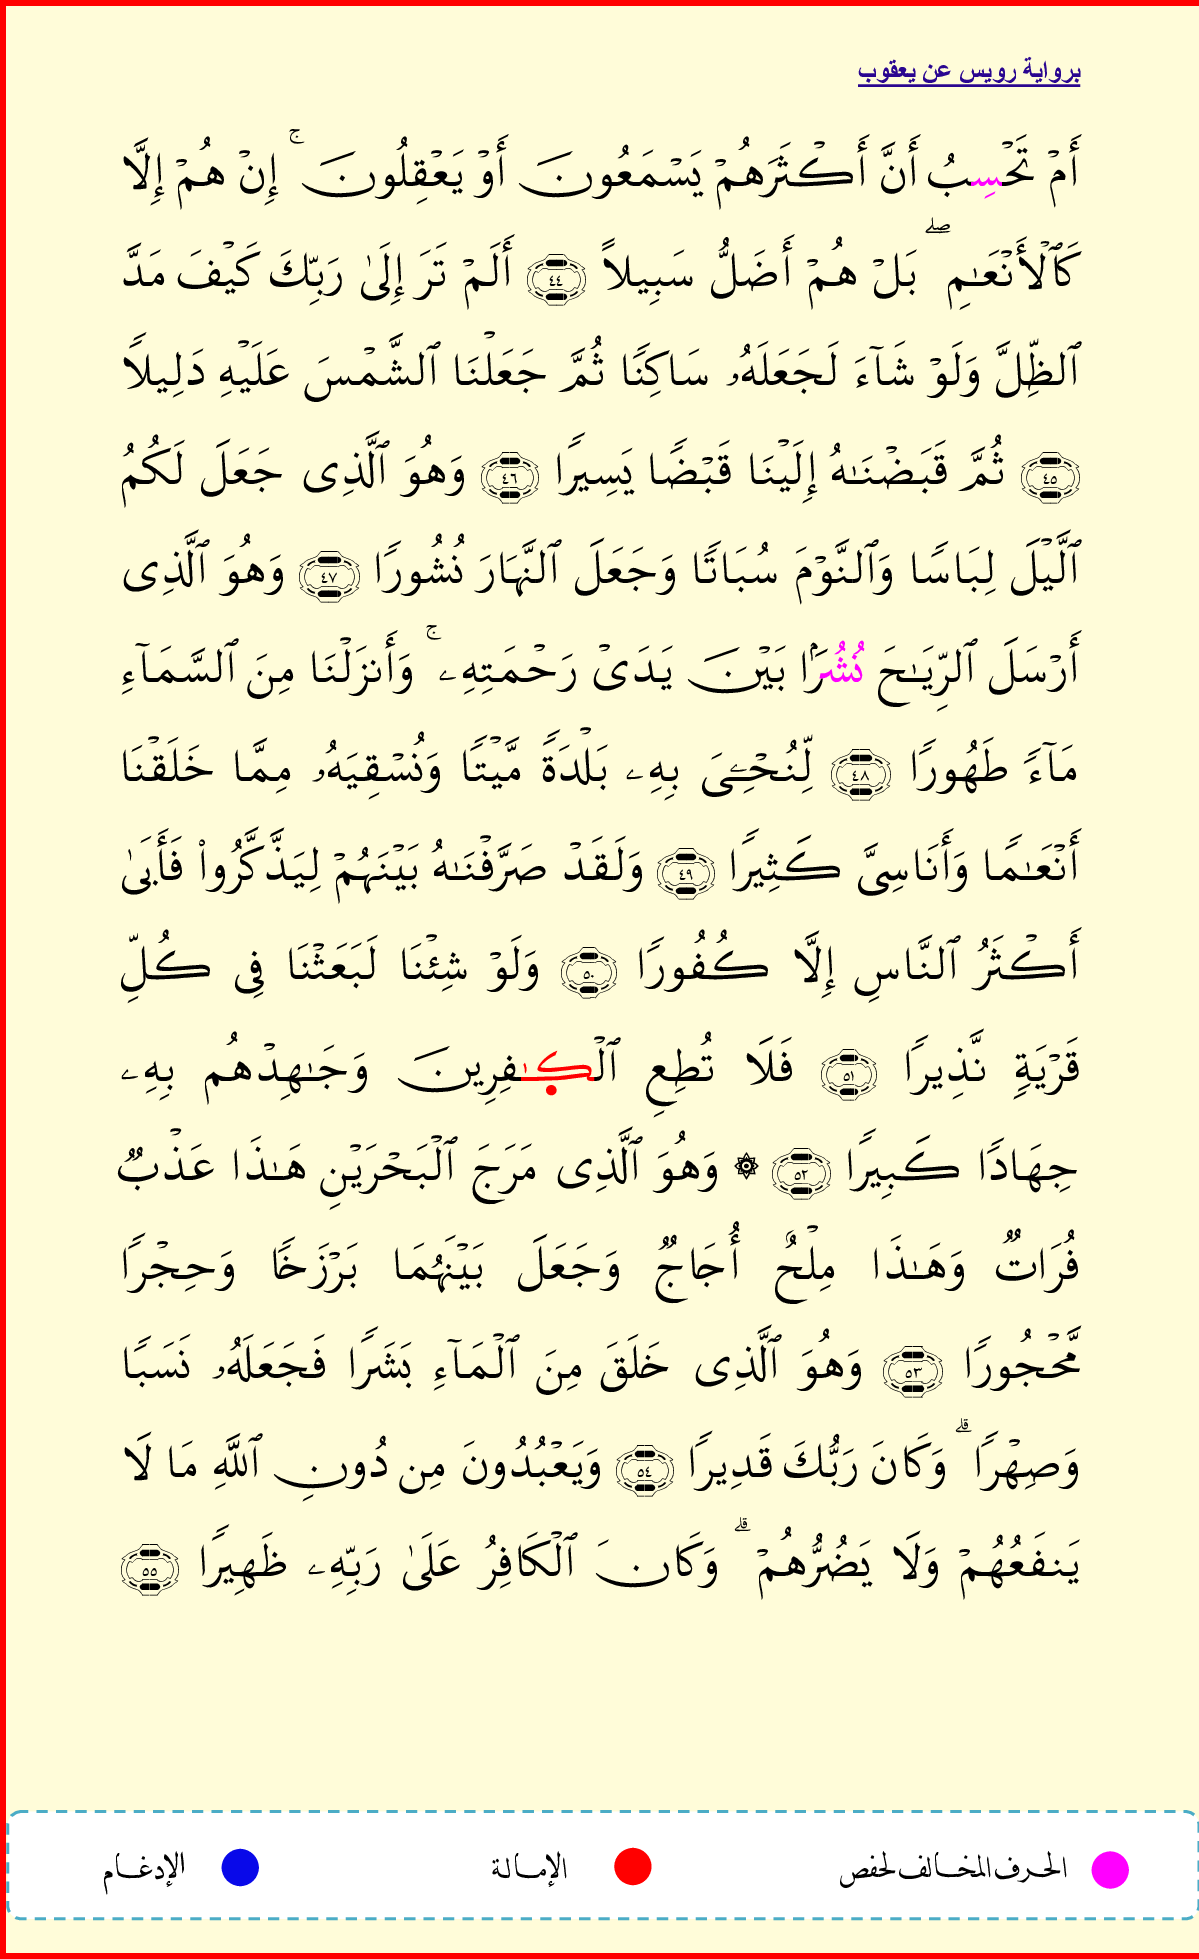 برواية رويس عن يعقوب
أَمۡ تَحۡسِبُ أَنَّ أَكۡثَرَهُمۡ يَسۡمَعُونَ أَوۡ يَعۡقِلُونَۚ إِنۡ هُمۡ إِلَّا
كَٱلۡأَنۡعَٰمِۖ بَلۡ هُمۡ أَضَلُّ سَبِيلاً ٤٤ أَلَمۡ تَرَ إِلَىٰ رَبِّكَ كَيۡفَ مَدَّ
ٱلظِّلَّ وَلَوۡ شَآءَ لَجَعَلَهُۥ سَاكِنًا ثُمَّ جَعَلۡنَا ٱلشَّمۡسَ عَلَيۡهِ دَلِيلاً
٤٥ ثُمَّ قَبَضۡنَٰهُ إِلَيۡنَا قَبۡضًا يَسِيرًا ٤٦ وَهُوَ ٱلَّذِى جَعَلَ لَكُمُ
ٱلَّيۡلَ لِبَاسًا وَٱلنَّوۡمَ سُبَاتًا وَجَعَلَ ٱلنَّهَارَ نُشُورًا ٤٧ وَهُوَ ٱلَّذِى
أَرۡسَلَ ٱلرِّيَٰحَ نُشُرَۢا بَيۡنَ يَدَىۡ رَحۡمَتِهِۦۚ وَأَنزَلۡنَا مِنَ ٱلسَّمَآءِ
مَآءً طَهُورًا ٤٨ لِّنُحۡـِۧىَ بِهِۦ بَلۡدَةً مَّيۡتًا وَنُسۡقِيَهُۥ مِمَّا خَلَقۡنَا
أَنۡعَٰمًا وَأَنَاسِىَّ كَثِيرًا ٤٩ وَلَقَدۡ صَرَّفۡنَٰهُ بَيۡنَهُمۡ لِيَذَّكَّرُواْ فَأَبَىٰ
أَكۡثَرُ ٱلنَّاسِ إِلَّا كُفُورًا ٥٠ وَلَوۡ شِئۡنَا لَبَعَثۡنَا فِى كُلِّ
قَرۡيَةٍ نَّذِيرًا ٥١ فَلَا تُطِعِ ٱلۡكَٰفِرِينَ وَجَٰهِدۡهُم بِهِۦ
جِهَادًا كَبِيرًا ٥٢ ۞ وَهُوَ ٱلَّذِى مَرَجَ ٱلۡبَحۡرَيۡنِ هَٰذَا عَذۡبٌ
فُرَاتٌ وَهَٰذَا مِلۡحٌ أُجَاجٌ وَجَعَلَ بَيۡنَهُمَا بَرۡزَخًا وَحِجۡرًا
مَّحۡجُورًا ٥٣ وَهُوَ ٱلَّذِى خَلَقَ مِنَ ٱلۡمَآءِ بَشَرًا فَجَعَلَهُۥ نَسَبًا
وَصِهۡرًاۗ وَكَانَ رَبُّكَ قَدِيرًا ٥٤ وَيَعۡبُدُونَ مِن دُونِ ٱللَّهِ مَا لَا
يَنفَعُهُمۡ وَلَا يَضُرُّهُمۡۗ وَكَانَ ٱلۡكَافِرُ عَلَىٰ رَبِّهِۦ ظَهِيرًا ٥٥
الحرف المخالف لحفص الإمالة الإدغام